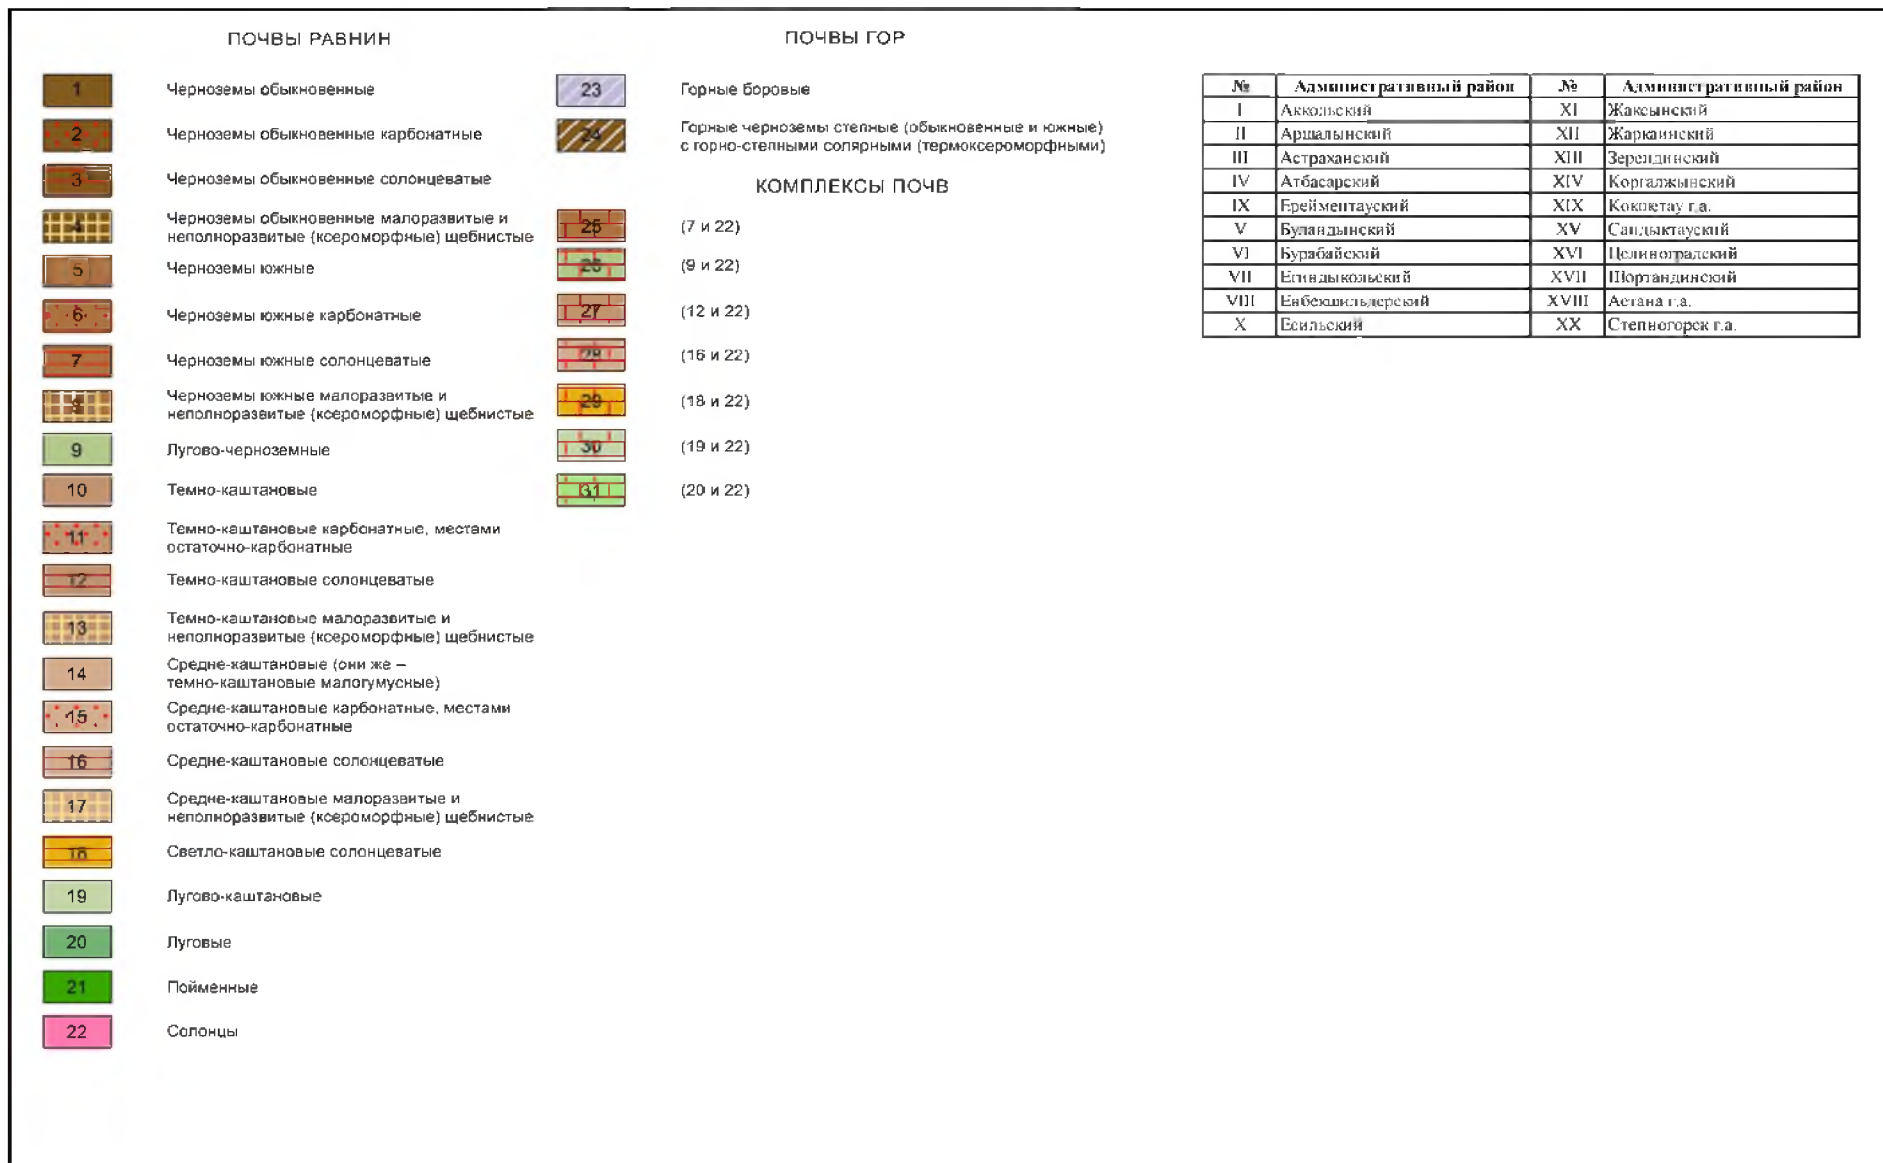 ПОЧВЫ РАВНИН
1 Черноземы обыкновенные
2 Черноземы обыкновенные карбонатные
3 Черноземы обыкновенные солонцеватые
4 Черноземы обыкновенные малоразвитые и
неполноразвитые (ксероморфные) щебнистые
5 Черноземы южные
6 Черноземы южные карбонатные
7 Черноземы южные солонцеватые
8 Черноземы южные малоразвитые и
неполноразвитые (ксероморфные) щебнистые
9 Лугово-черноземные
10 Темно-каштановые
11 Темно-каштановые карбонатные, местами
остаточно-карбонатные
12 Темно-каштановые солонцеватые
13 Темно-каштановые малоразвитые и
неполноразвитые (ксероморфные) щебнистые
14 Средне-каштановые (они же –
темно-каштановые малогумусные)
15 Средне-каштановые карбонатные, местами
остаточно-карбонатные
16 Средне-каштановые солонцеватые
17 Средне-каштановые малоразвитые и
неполноразвитые (ксероморфные) щебнистые
18 Светло-каштановые солонцеватые
19 Лугово-каштановые
20 Луговые
21 Пойменные
22 Солонцы
ПОЧВЫ ГОР
23 Горные боровые
24 Горные черноземы степные (обыкновенные и южные)
с горно-степными солярными (термоксероморфными)
КОМПЛЕКСЫ ПОЧВ
25 (7 и 22)
26 (9 и 22)
27 (12 и 22)
28 (16 и 22)
29 (18 и 22)
30 (19 и 22)
31 (20 и 22)
№ Административный район № Административный район
I Аккольский XI Жаксынский
II Аршалынский XII Жаркаинский
III Астраханский XIII Зерендинский
IV Атбасарский XIV Коргалжынский
IX Ерейментауский XIX Кокшетау г.а.
V Буландынский XV Сандыктауский
VI Бурабайский XVI Целиноградский
VII Егиндыкольский XVII Шортандинский
VIII Енбекшильдерский XVIII Астана г.а.
X Есильский XX Степногорск г.а.